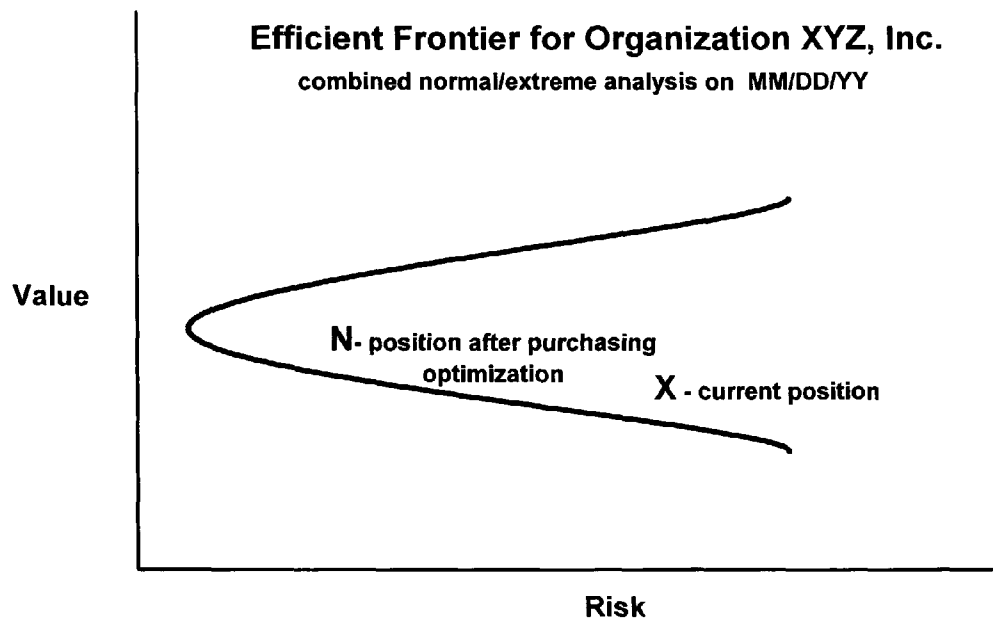 Efficient Frontier for Organization XYZ, Inc.
combined normal/extreme analysis on MM/DD/YY
Value
N- position after purchasing
optimization
X - current position
Risk